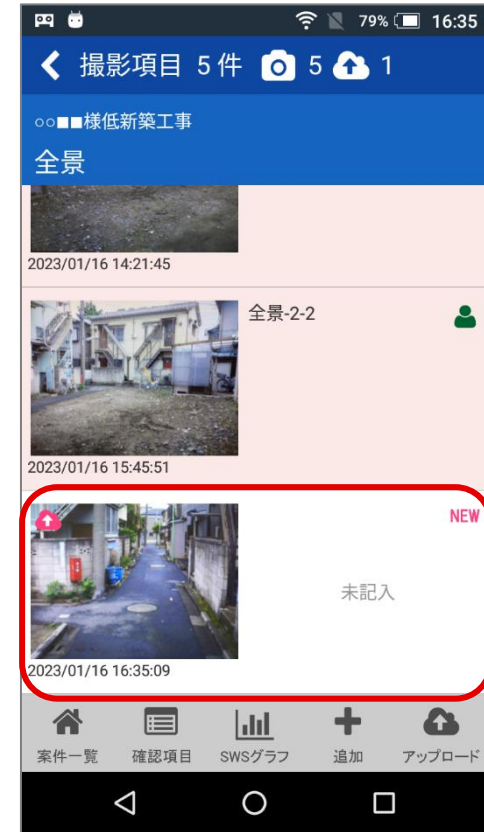 79% 16:35
撮影項目 5件 5 1
○○■■様低新築工事
全景
2023/01/16 14:21:45
全景-2-2
2023/01/16 15:45:51
NEW
未記入
2023/01/16 16:35:09
案件一覧 確認項目 SWSグラフ 追加 アップロード